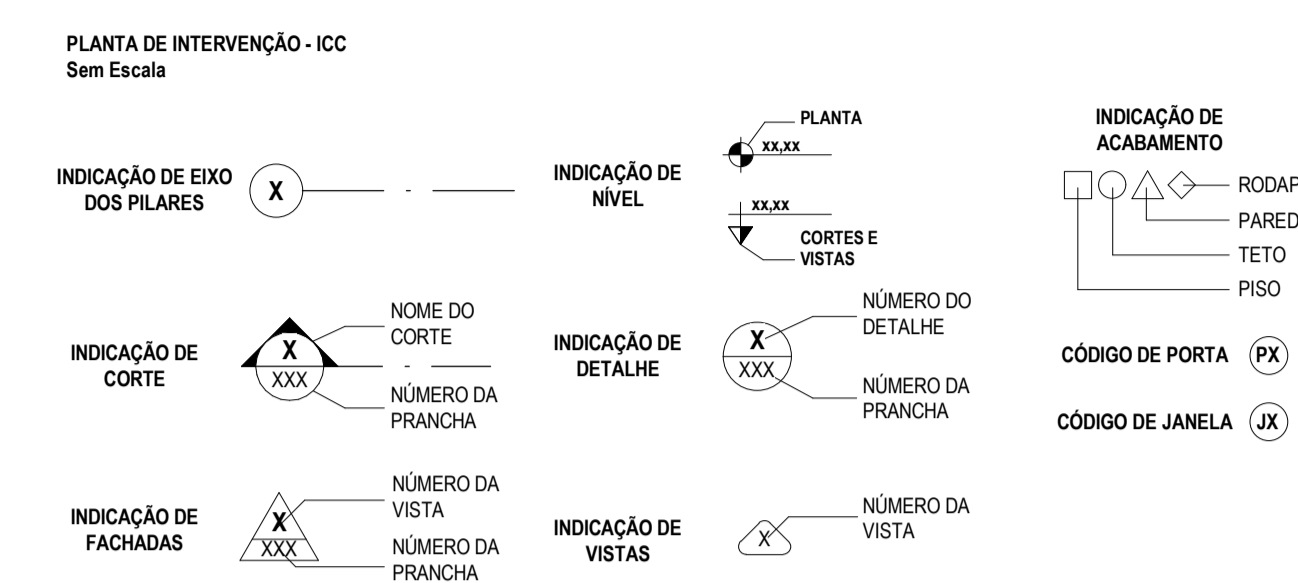 PLANTA DE INTERVENÇÃO - ICC
Sem Escala
INDICAÇÃO DE EIXO
DOS PILARES
X
INDICAÇÃO DE
NÍVEL
PLANTA
xx,xx
xx,xx
CORTES E
VISTAS
INDICAÇÃO DE
ACABAMENTO
RODAP
PARED
TETO
PISO
INDICAÇÃO DE
CORTE
X
XXX
NOME DO
CORTE
NÚMERO DA
PRANCHA
INDICAÇÃO DE
DETALHE
X
XXX
NÚMERO DO
DETALHE
NÚMERO DA
PRANCHA
CÓDIGO DE PORTA
PX
CÓDIGO DE JANELA
JX
INDICAÇÃO DE
FACHADAS
X
XXX
NÚMERO DA
VISTA
NÚMERO DA
PRANCHA
INDICAÇÃO DE
VISTAS
X
NÚMERO DA
VISTA